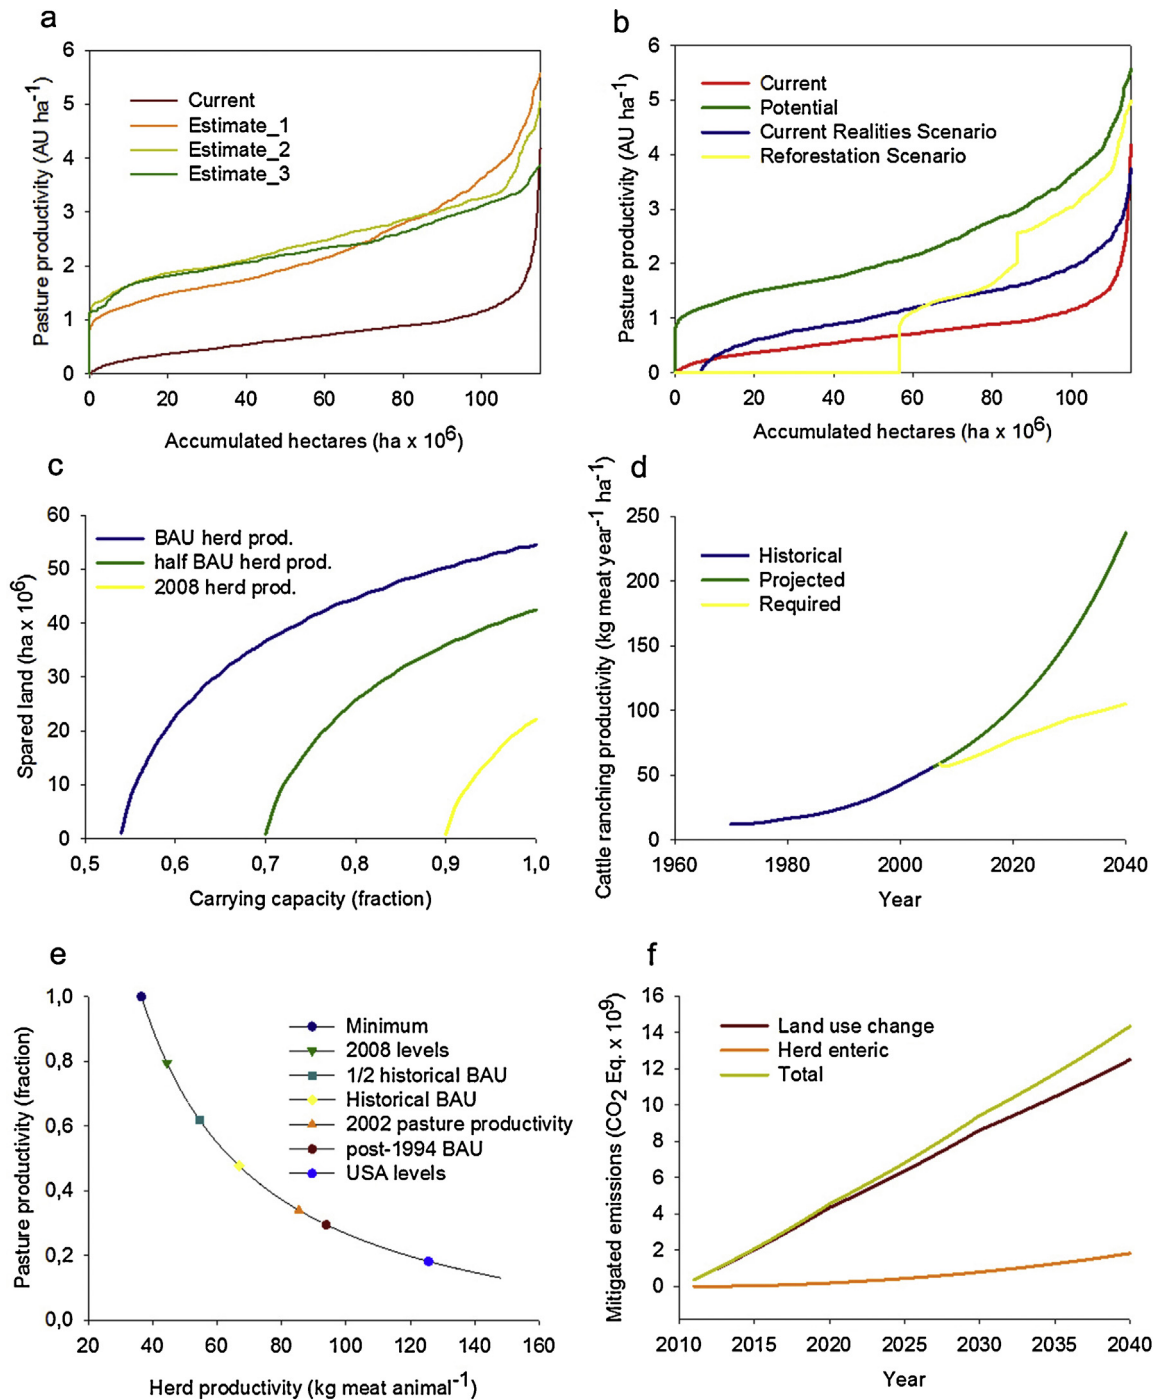 a
Pasture productivity (AU ha⁻¹)
6
5
4
3
2
1
0
Current
Estimate_1
Estimate_2
Estimate_3
0 20 40 60 80 100
Accumulated hectares (ha x 10⁶)
b
Pasture productivity (AU ha⁻¹)
6
5
4
3
2
1
0
Current
Potential
Current Realities Scenario
Reforestation Scenario
0 20 40 60 80 100
Accumulated hectares (ha x 10⁶)
c
Spared land (ha x 10⁶)
60
50
40
30
20
10
0
BAU herd prod.
half BAU herd prod.
2008 herd prod.
0,5 0,6 0,7 0,8 0,9 1,0
Carrying capacity (fraction)
d
Cattle ranching productivity (kg meat year⁻¹ ha⁻¹)
250
200
150
100
50
0
Historical
Projected
Required
1960 1980 2000 2020 2040
Year
e
Pasture productivity (fraction)
1,0
0,8
0,6
0,4
0,2
0,0
Minimum
2008 levels
1/2 historical BAU
Historical BAU
2002 pasture productivity
post-1994 BAU
USA levels
20 40 60 80 100 120 140 160
Herd productivity (kg meat animal⁻¹)
f
Mitigated emissions (CO₂ Eq. x 10⁹)
16
14
12
10
8
6
4
2
0
Land use change
Herd enteric
Total
2010 2015 2020 2025 2030 2035 2040
Year